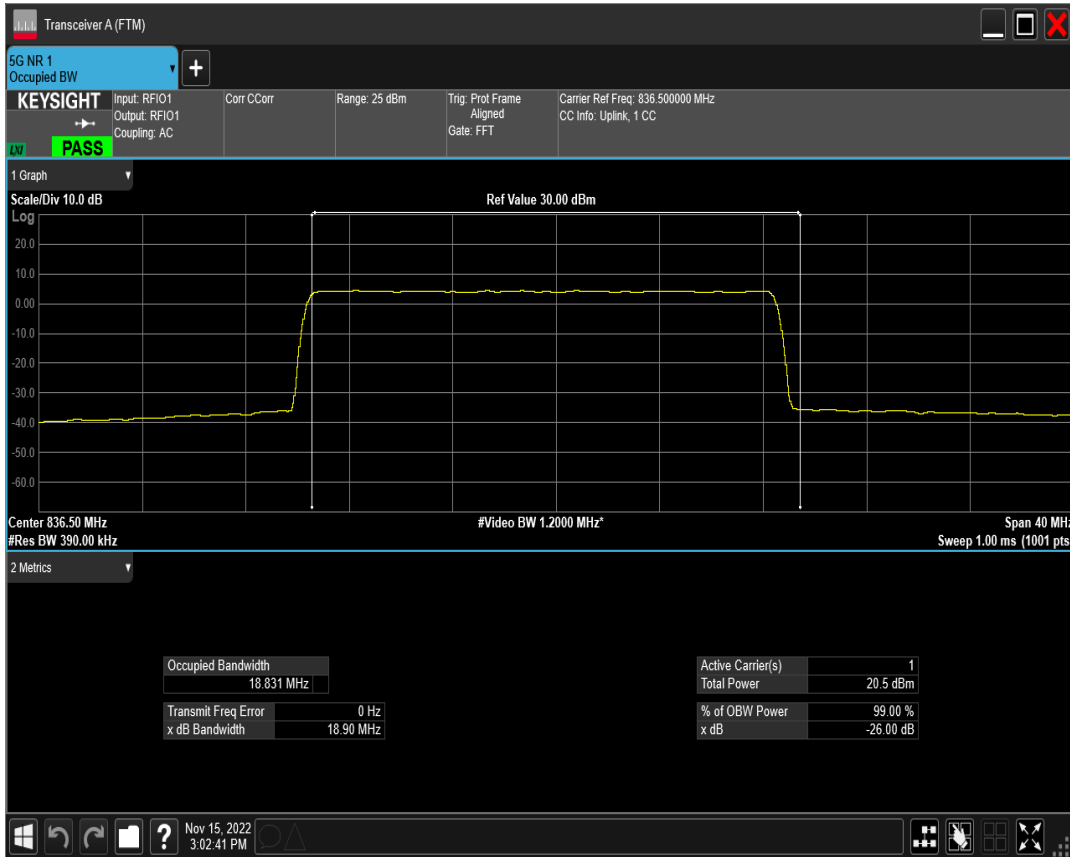 Transceiver A (FTM)
5G NR 1
Occupied BW
+
KEYSIGHT
LXI
PASS
Input: RFIO1
Output: RFIO1
Coupling: AC
Corr CCorr
Range: 25 dBm
Trig: Prot Frame
Aligned
Gate: FFT
Carrier Ref Freq: 836.500000 MHz
CC Info: Uplink, 1 CC
1 Graph
Scale/Div 10.0 dB
Ref Value 30.00 dBm
Log
20.0
10.0
0.00
-10.0
-20.0
-30.0
-40.0
-50.0
-60.0
Center 836.50 MHz
#Video BW 1.2000 MHz*
Span 40 MHz
#Res BW 390.00 kHz
Sweep 1.00 ms (1001 pts
2 Metrics
Occupied Bandwidth
18.831 MHz
Transmit Freq Error 0 Hz
x dB Bandwidth 18.90 MHz
Active Carrier(s) 1
Total Power 20.5 dBm
% of OBW Power 99.00 %
x dB -26.00 dB
?
Nov 15, 2022
3:02:41 PM